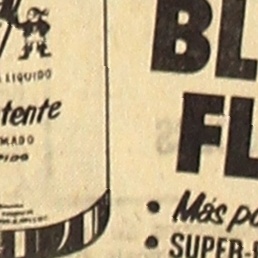 LIQUIDO
tente
MADO
BL
FL
• Más po
• SUPER-